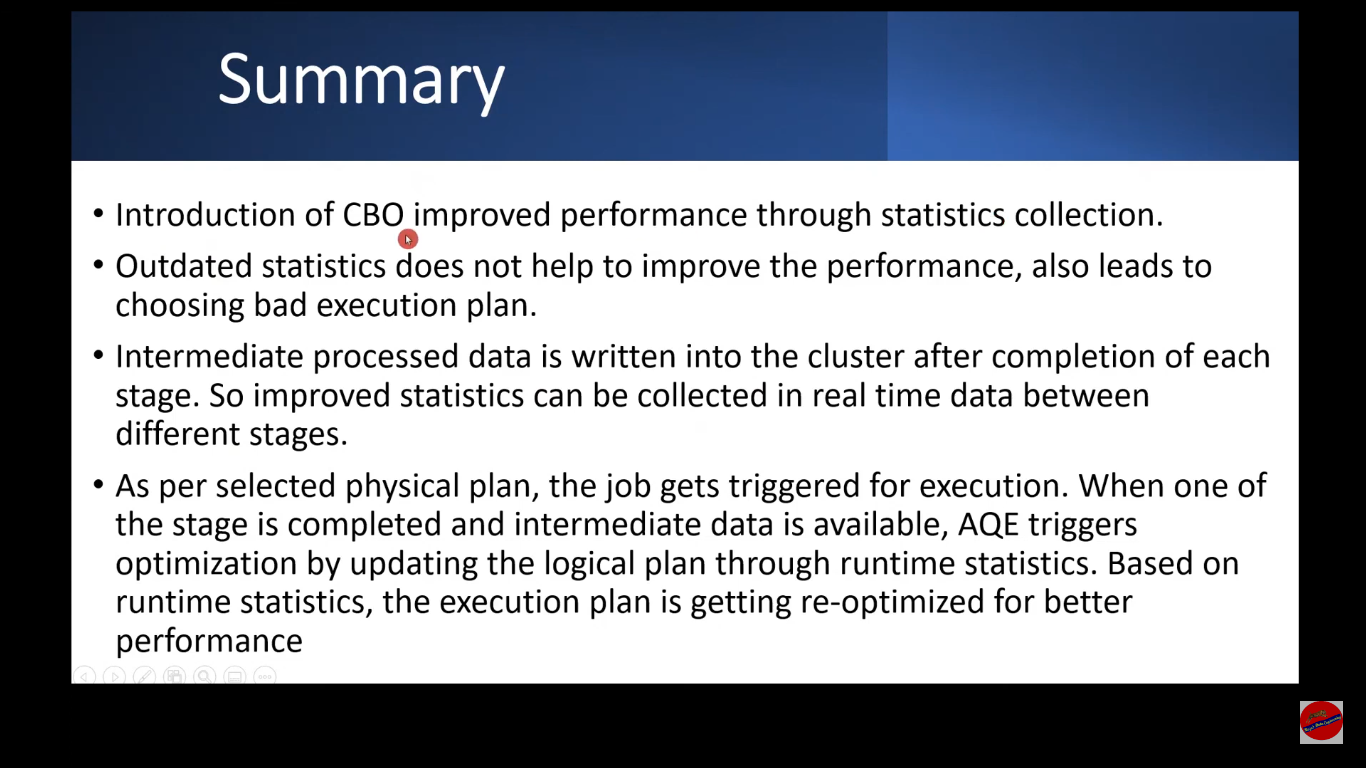 Summary
• Introduction of CBO improved performance through statistics collection.
• Outdated statistics does not help to improve the performance, also leads to
choosing bad execution plan.
• Intermediate processed data is written into the cluster after completion of each
stage. So improved statistics can be collected in real time data between
different stages.
• As per selected physical plan, the job gets triggered for execution. When one of
the stage is completed and intermediate data is available, AQE triggers
optimization by updating the logical plan through runtime statistics. Based on
runtime statistics, the execution plan is getting re-optimized for better
performance